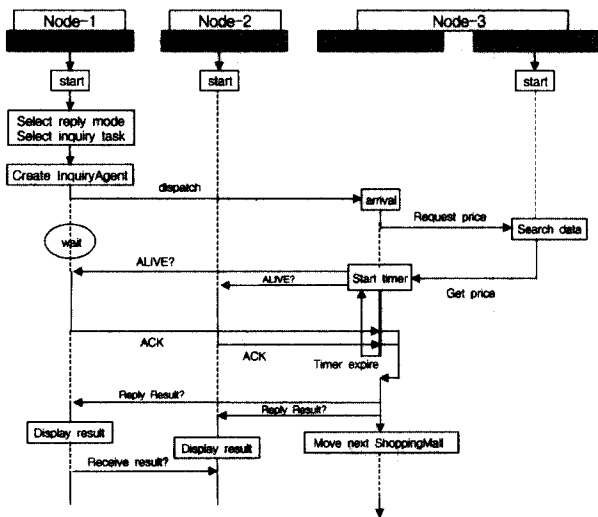 Node-1
Node-2
Node-3
start
start
start
Select reply mode
Select inquiry task
Create InquiryAgent
dispatch
arrival
Request price
Search data
wait
ALIVE?
ALIVE?
Start timer
Get price
ACK
ACK
Timer expire
Reply Result?
Reply Result?
Display result
Display result
Move next ShoppingMall
Receive result?